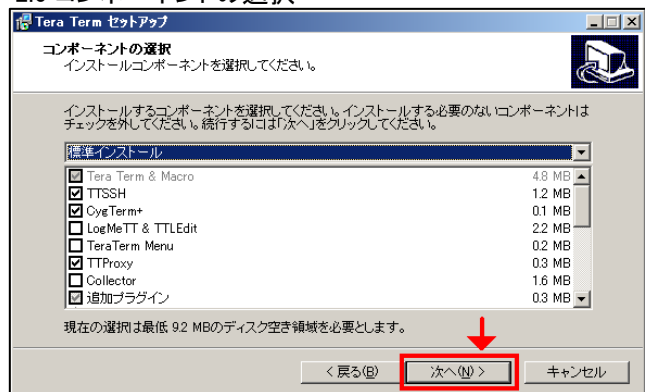 Tera Term セットアップ
コンポーネントの選択
インストールコンポーネントを選択してください。
インストールするコンポーネントを選択してください。インストールする必要のないコンポーネントは
チェックを外してください。続行するには「次へ」をクリックしてください。
標準インストール
Tera Term & Macro 4.8 MB
TTSSH 1.2 MB
CygTerm+ 0.1 MB
LogMeTT & TTLEdit 2.2 MB
TeraTerm Menu 0.2 MB
TTProxy 0.3 MB
Collector 1.6 MB
追加プラグイン 0.3 MB
現在の選択は最低 9.2 MBのディスク空き領域を必要とします。
< 戻る(B) 次へ(N) > キャンセル